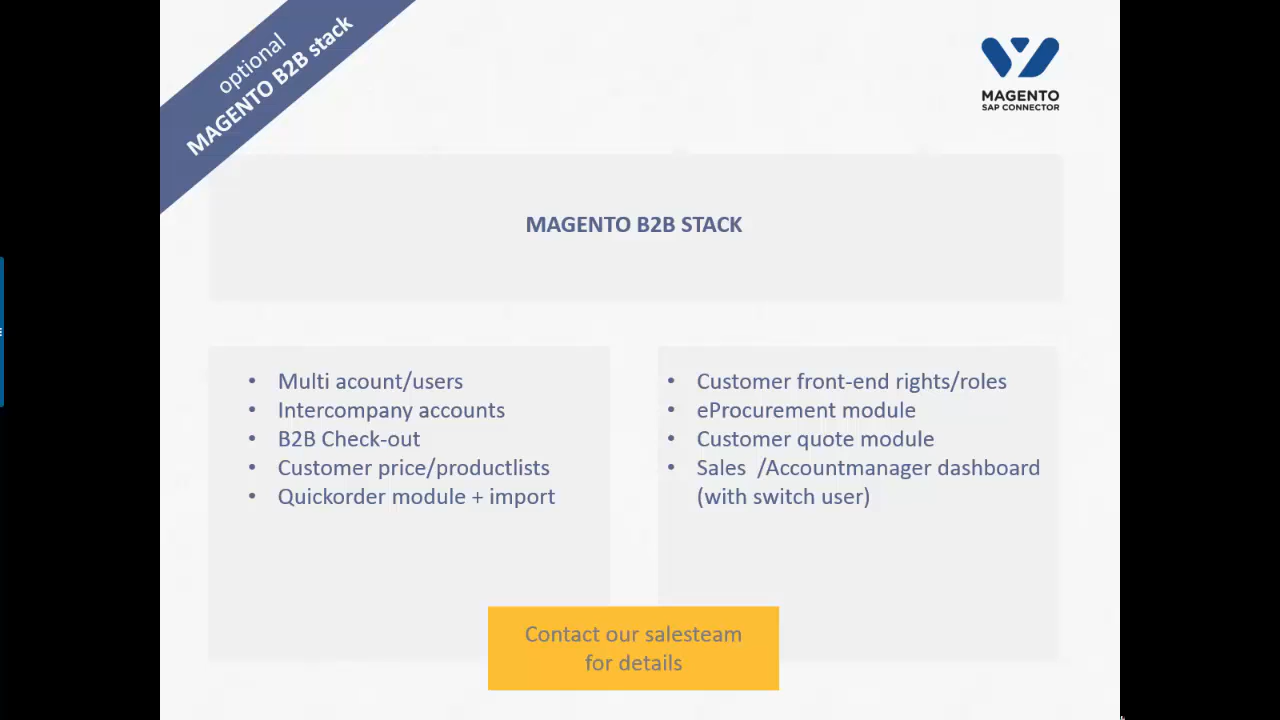 optional
MAGENTO B2B stack
MAGENTO
SAP CONNECTOR
MAGENTO B2B STACK
• Multi acount/users
• Intercompany accounts
• B2B Check-out
• Customer price/productlists
• Quickorder module + import
• Customer front-end rights/roles
• eProcurement module
• Customer quote module
• Sales /Accountmanager dashboard
(with switch user)
Contact our salesteam
for details